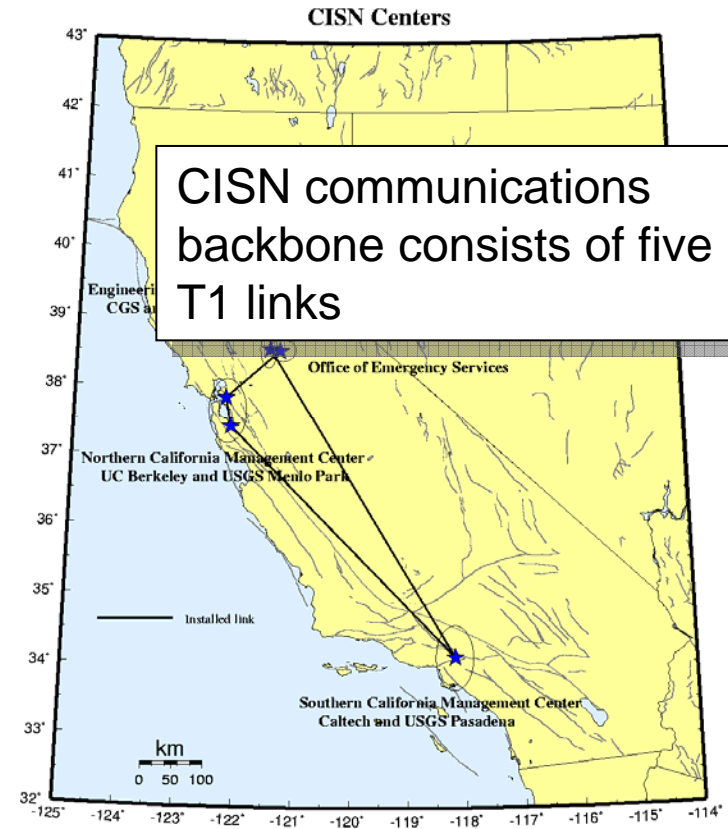 CISN Centers
43°
42°
41°
40°
39°
38°
37°
36°
35°
34°
33°
32°
CISN communications
backbone consists of five
T1 links
Engineeri
CGS a
Office of Emergency Services
Northern California Management Center
UC Berkeley and USGS Menlo Park
Installed link
Southern California Management Center
Caltech and USGS Pasadena
km
0 50 100
-125° -124° -123° -122° -121° -120° -119° -118° -117° -116° -115° -114°